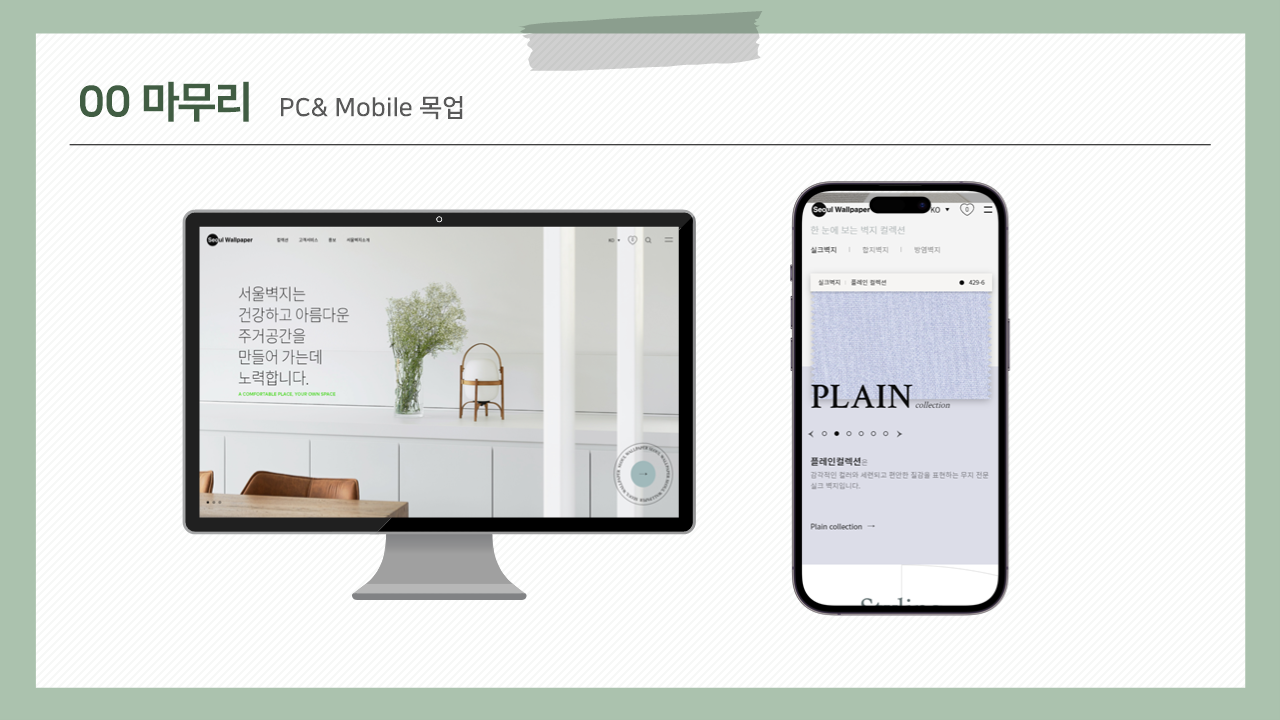 00 마무리 PC& Mobile 목업
Seoul Wallpaper 컬렉션 고객서비스 홍보 서울벽지소개 KO
서울벽지는
건강하고 아름다운
주거공간을
만들어 가는데
노력합니다.
A COMFORTABLE PLACE, YOUR OWN SPACE
Seoul Wallpaper KO 0
한 눈에 보는 벽지 컬렉션
실크벽지 합지벽지 방염벽지
실크벽지 플레인 컬렉션 429-6
PLAIN collection
플레인컬렉션은
감각적인 컬러와 세련되고 편안한 질감을 표현하는 무지 전문
실크 벽지입니다.
Plain collection →
Styling